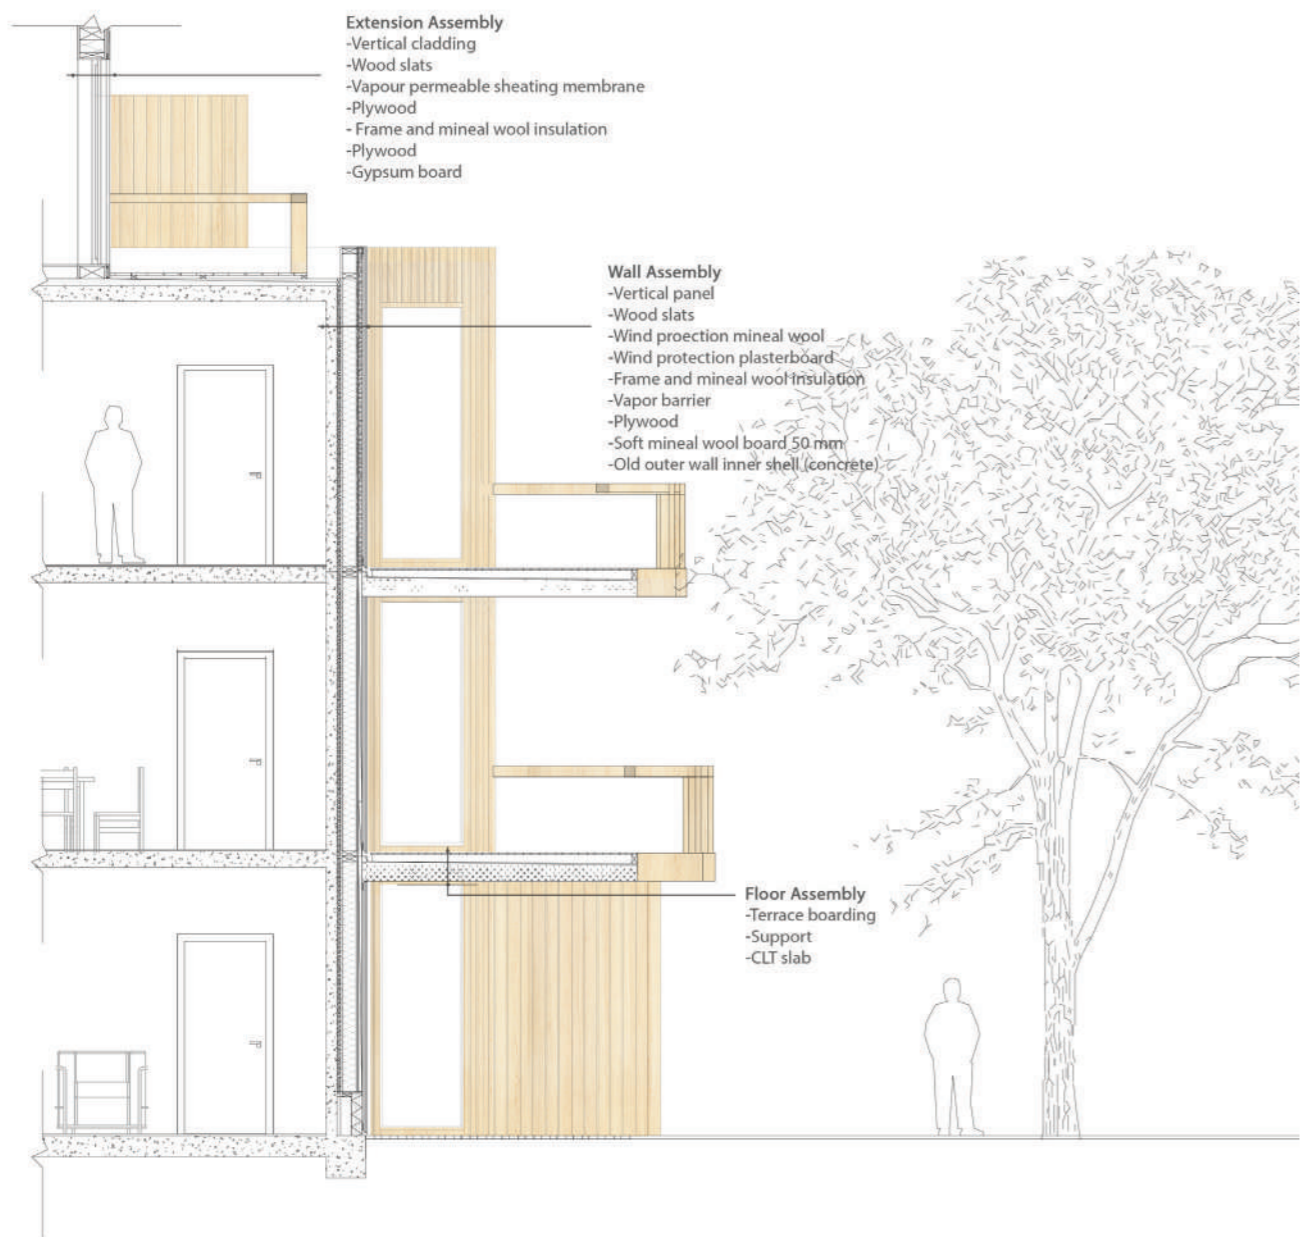 Extension Assembly
-Vertical cladding
-Wood slats
-Vapour permeable sheating membrane
-Plywood
- Frame and mineal wool insulation
-Plywood
-Gypsum board
Wall Assembly
-Vertical panel
-Wood slats
-Wind proection mineal wool
-Wind protection plasterboard
-Frame and mineal wool insulation
-Vapor barrier
-Plywood
-Soft mineal wool board 50 mm
-Old outer wall inner shell (concrete)
Floor Assembly
-Terrace boarding
-Support
-CLT slab